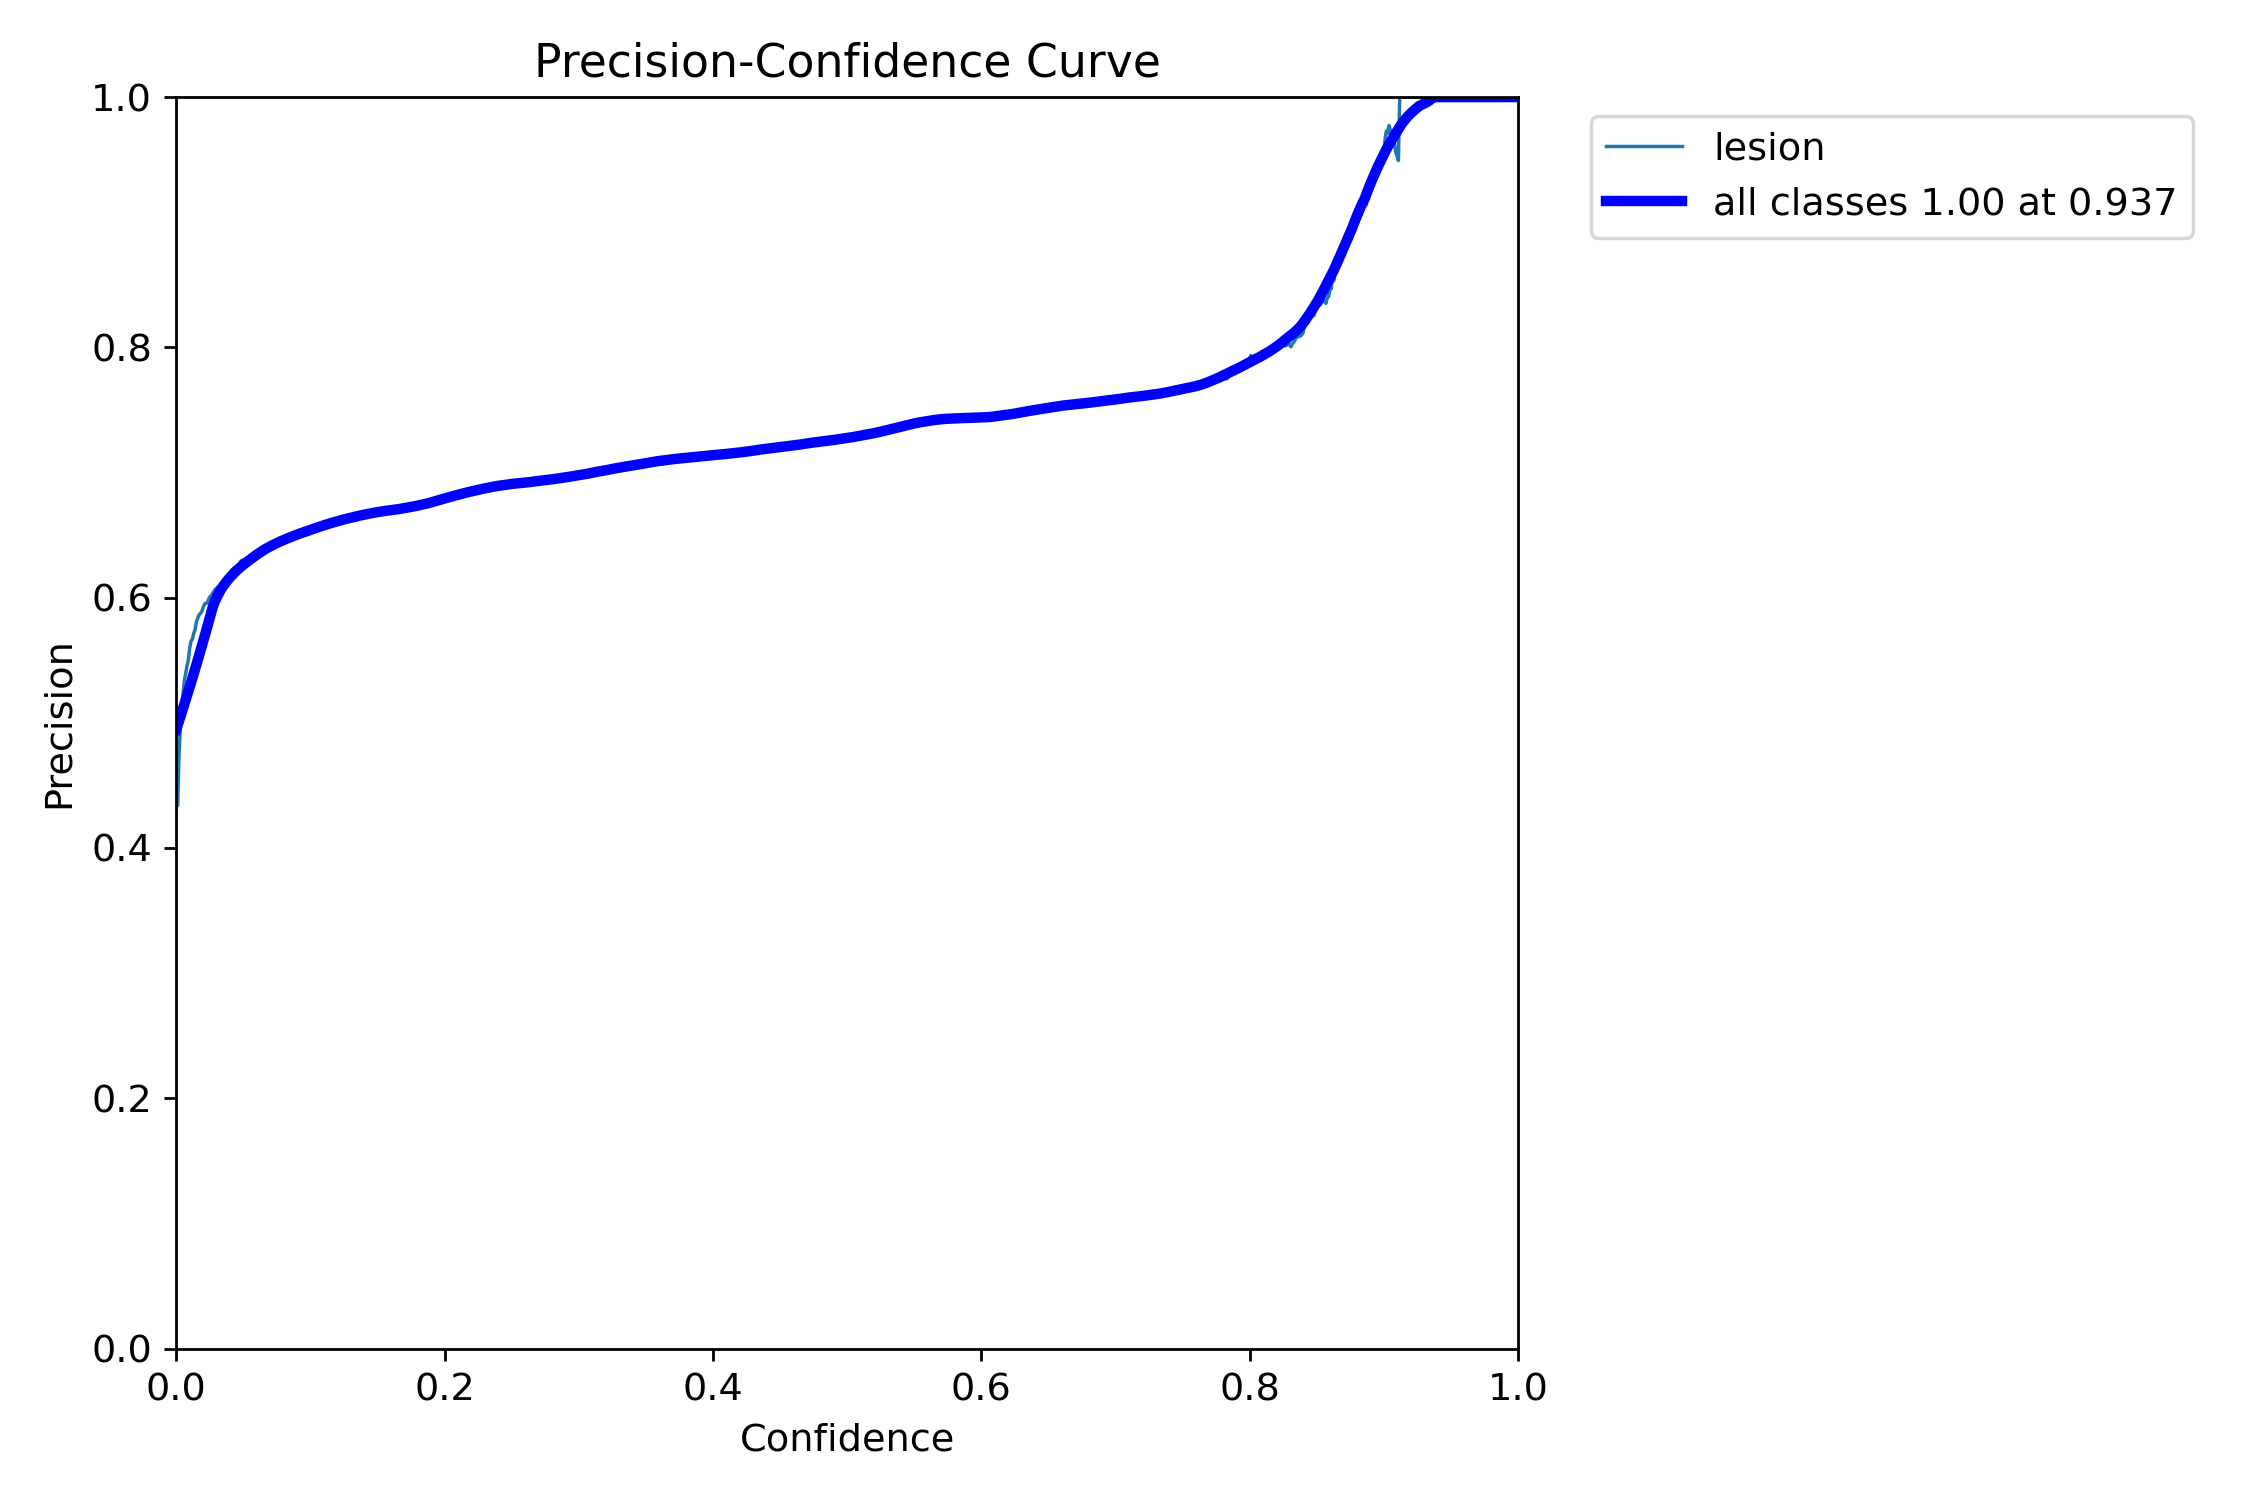 Precision-Confidence Curve
1.0
0.8
0.6
0.4
0.2
0.0
Precision
0.0 0.2 0.4 0.6 0.8 1.0
Confidence
lesion
all classes 1.00 at 0.937